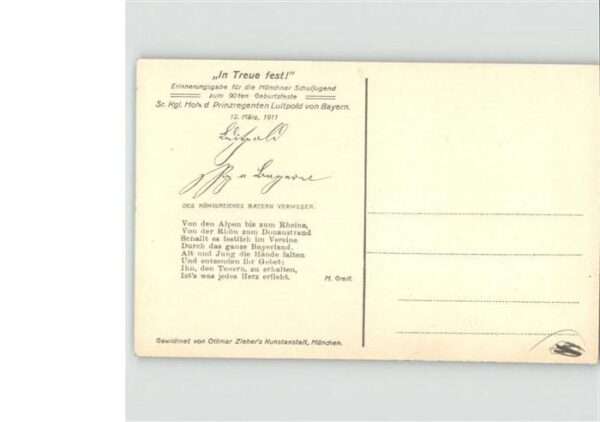 „In Treue fest!"
Erinnerungsgabe für die Münchner Schuljugend
zum 90ten Geburtsfeste
Sr. Kgl. Hoh. d Prinzregenten Luitpold von Bayern.
12. März, 1911
Luitpold
Pz v Bayern
DES KÖNIGREICHES BAYERN VERWESER.
Von den Alpen bis zum Rheine,
Von der Rhön zum Donaustrand
Schallt es festlich im Vereine
Durch das ganze Bayerland.
Alt und Jung die Hände falten
Und entsenden ihr Gebet:
Ihn, den Teuern, zu erhalten,
Ist's was jedes Herz erfleht.
M. Greif.
Gewidmet von Ottmar Zieher's Kunstanstalt, München.